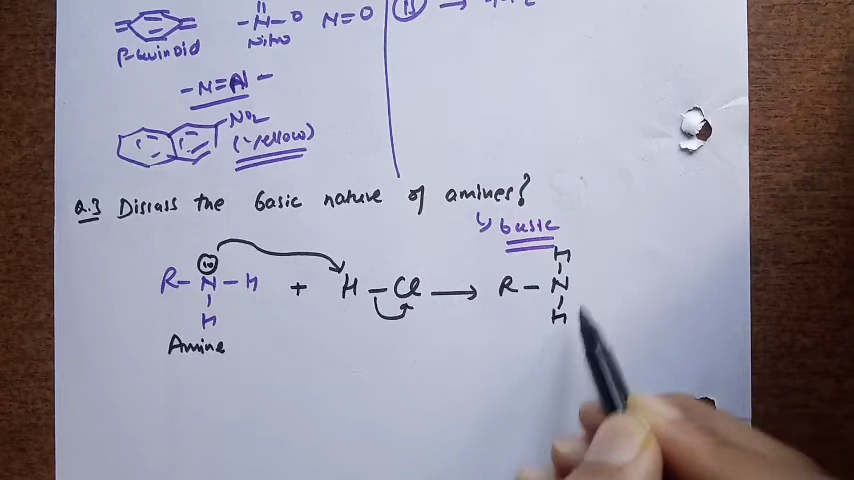 -N-O
N=O
P-Quinoid
Nitro
-N=N-
NO2
(Yellow)
Q.3 Discuss the basic nature of amines?
basic
R-N-H + H-Cl → R-N
H
H
H
Amine